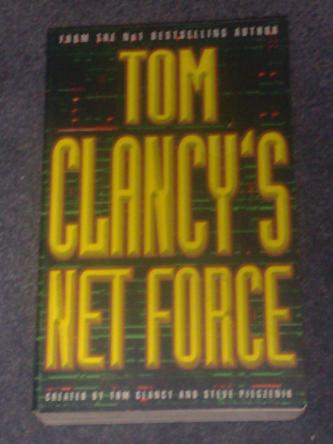 FROM THE No1 BESTSELLING AUTHOR
TOM
CLANCY'S
NET FORCE
CREATED BY TOM CLANCY AND STEVE PIECZENIK